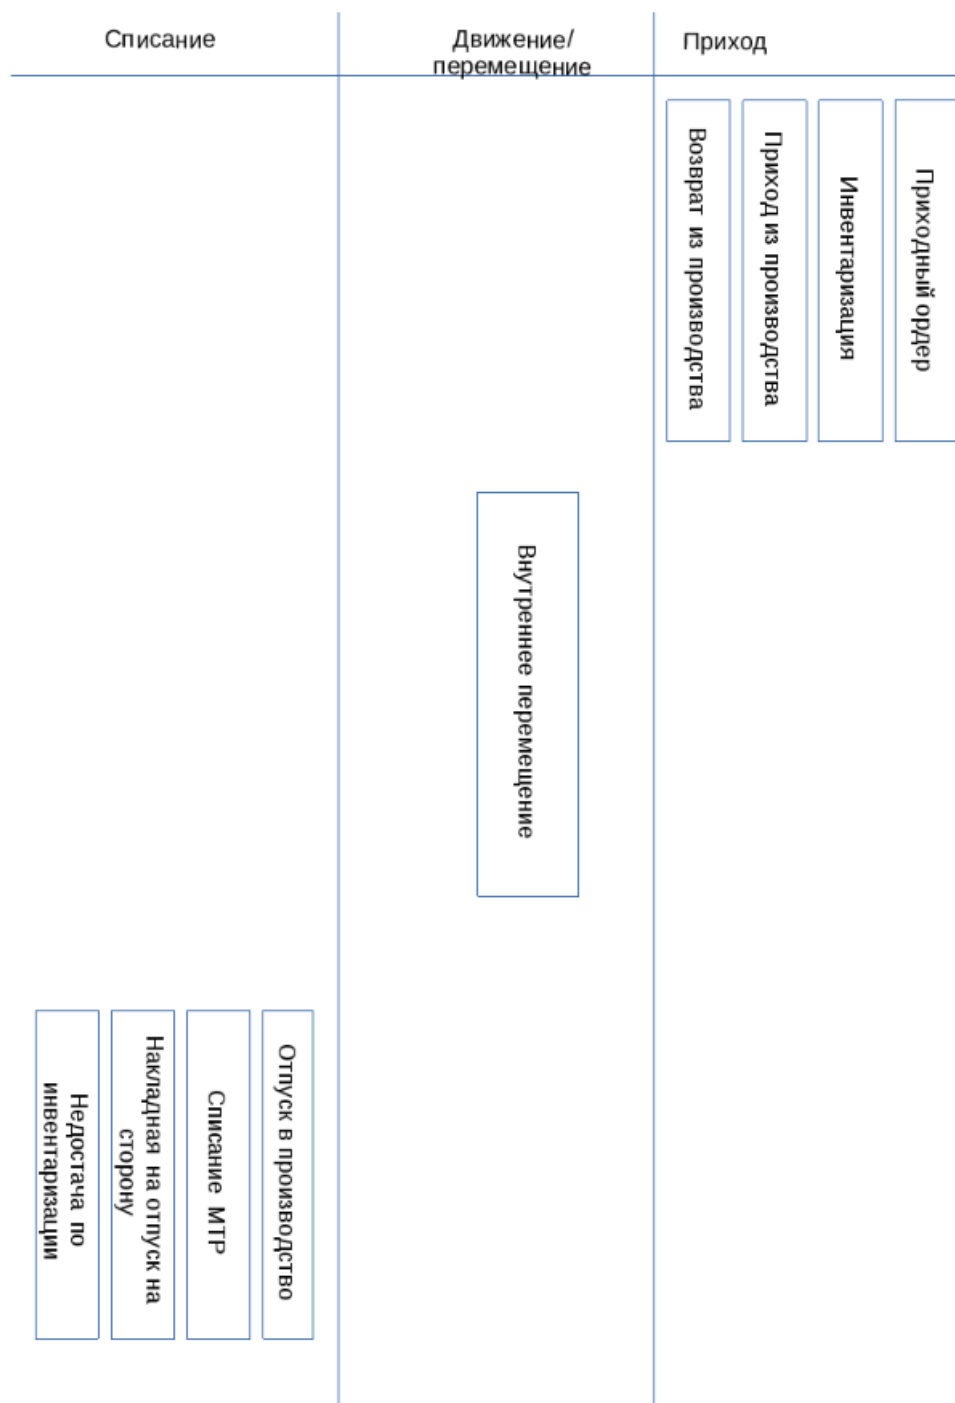 Списание
Движение/
перемещение
Приход
Возврат из производства
Приход из производства
Инвентаризация
Приходный ордер
Внутреннее перемещение
Недостача по
инвентаризации
Накладная на отпуск на
сторону
Списание МТР
Отпуск в производство